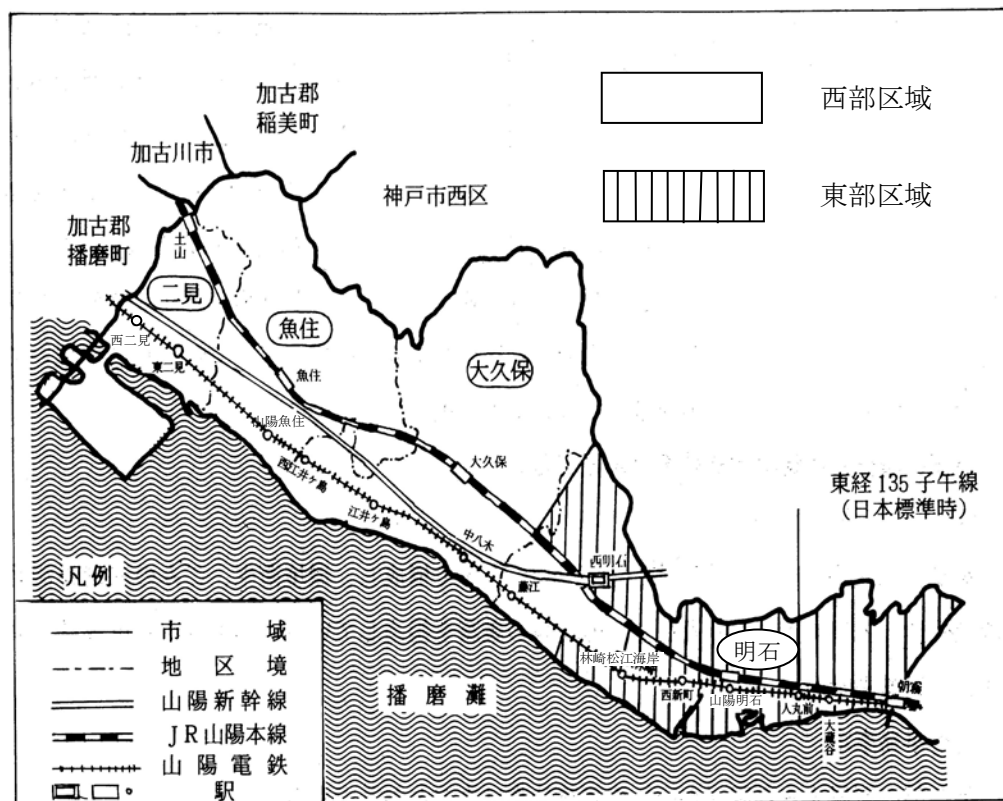 加古郡
稲美町
加古川市
神戸市西区
加古郡
播磨町
西部区域
東部区域
土山
二見
魚住
大久保
西二見
東二見
魚住
山陽魚住
西江井ヶ島
江井ヶ島
大久保
中八木
藤江
西明石
東経135子午線
(日本標準時)
林崎松江海岸
明石
西新町
山陽明石
人丸前
大蔵谷
朝霧
播磨灘
凡例
市域
地区境
山陽新幹線
JR山陽本線
山陽電鉄
駅